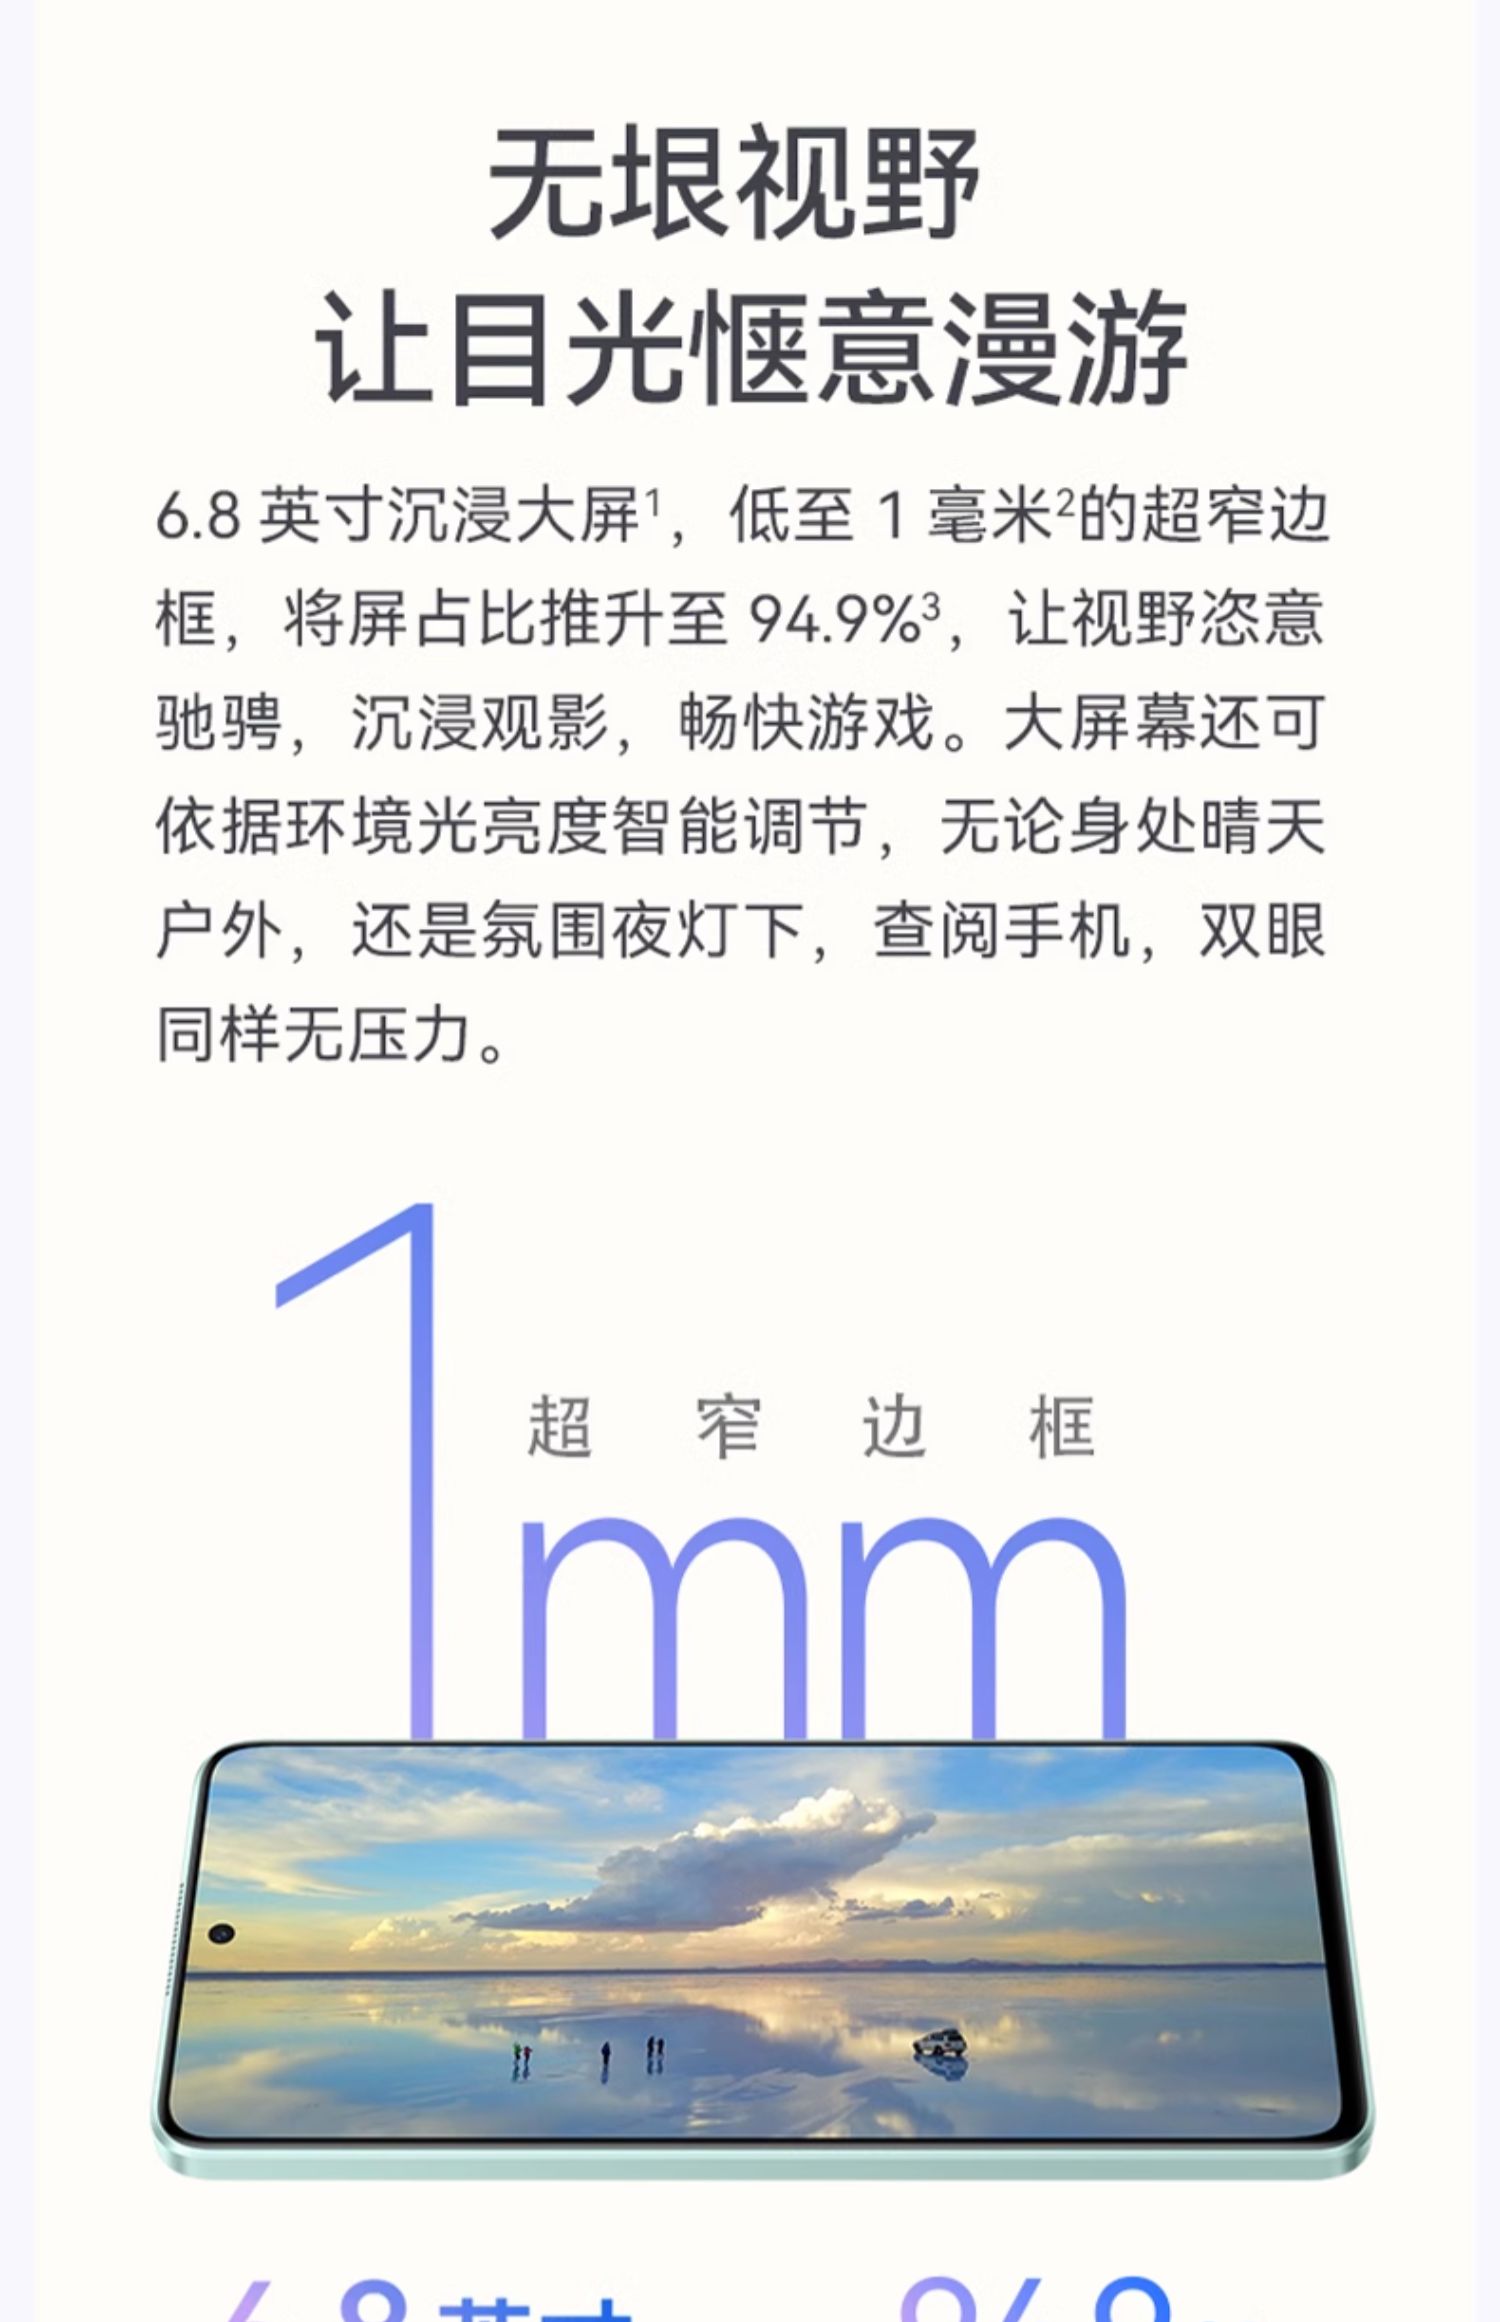 无垠视野
让目光惬意漫游
6.8 英寸沉浸大屏¹，低至 1 毫米²的超窄边
框，将屏占比推升至 94.9%³，让视野恣意
驰骋，沉浸观影，畅快游戏。大屏幕还可
依据环境光亮度智能调节，无论身处晴天
户外，还是氛围夜灯下，查阅手机，双眼
同样无压力。
超窄边框
1mm